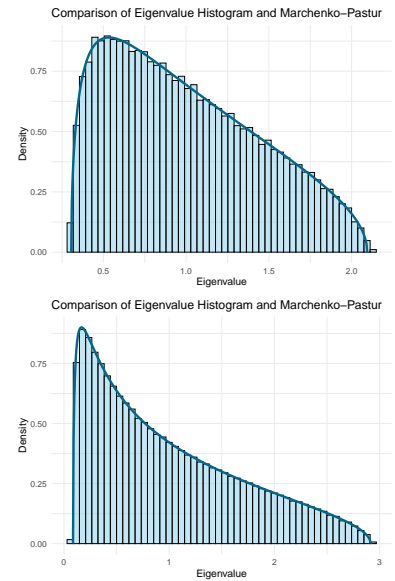 Comparison of Eigenvalue Histogram and Marchenko–Pastur
Density
0.75
0.50
0.25
0.00
0.5 1.0 1.5 2.0
Eigenvalue
Comparison of Eigenvalue Histogram and Marchenko–Pastur
Density
0.75
0.50
0.25
0.00
0 1 2 3
Eigenvalue